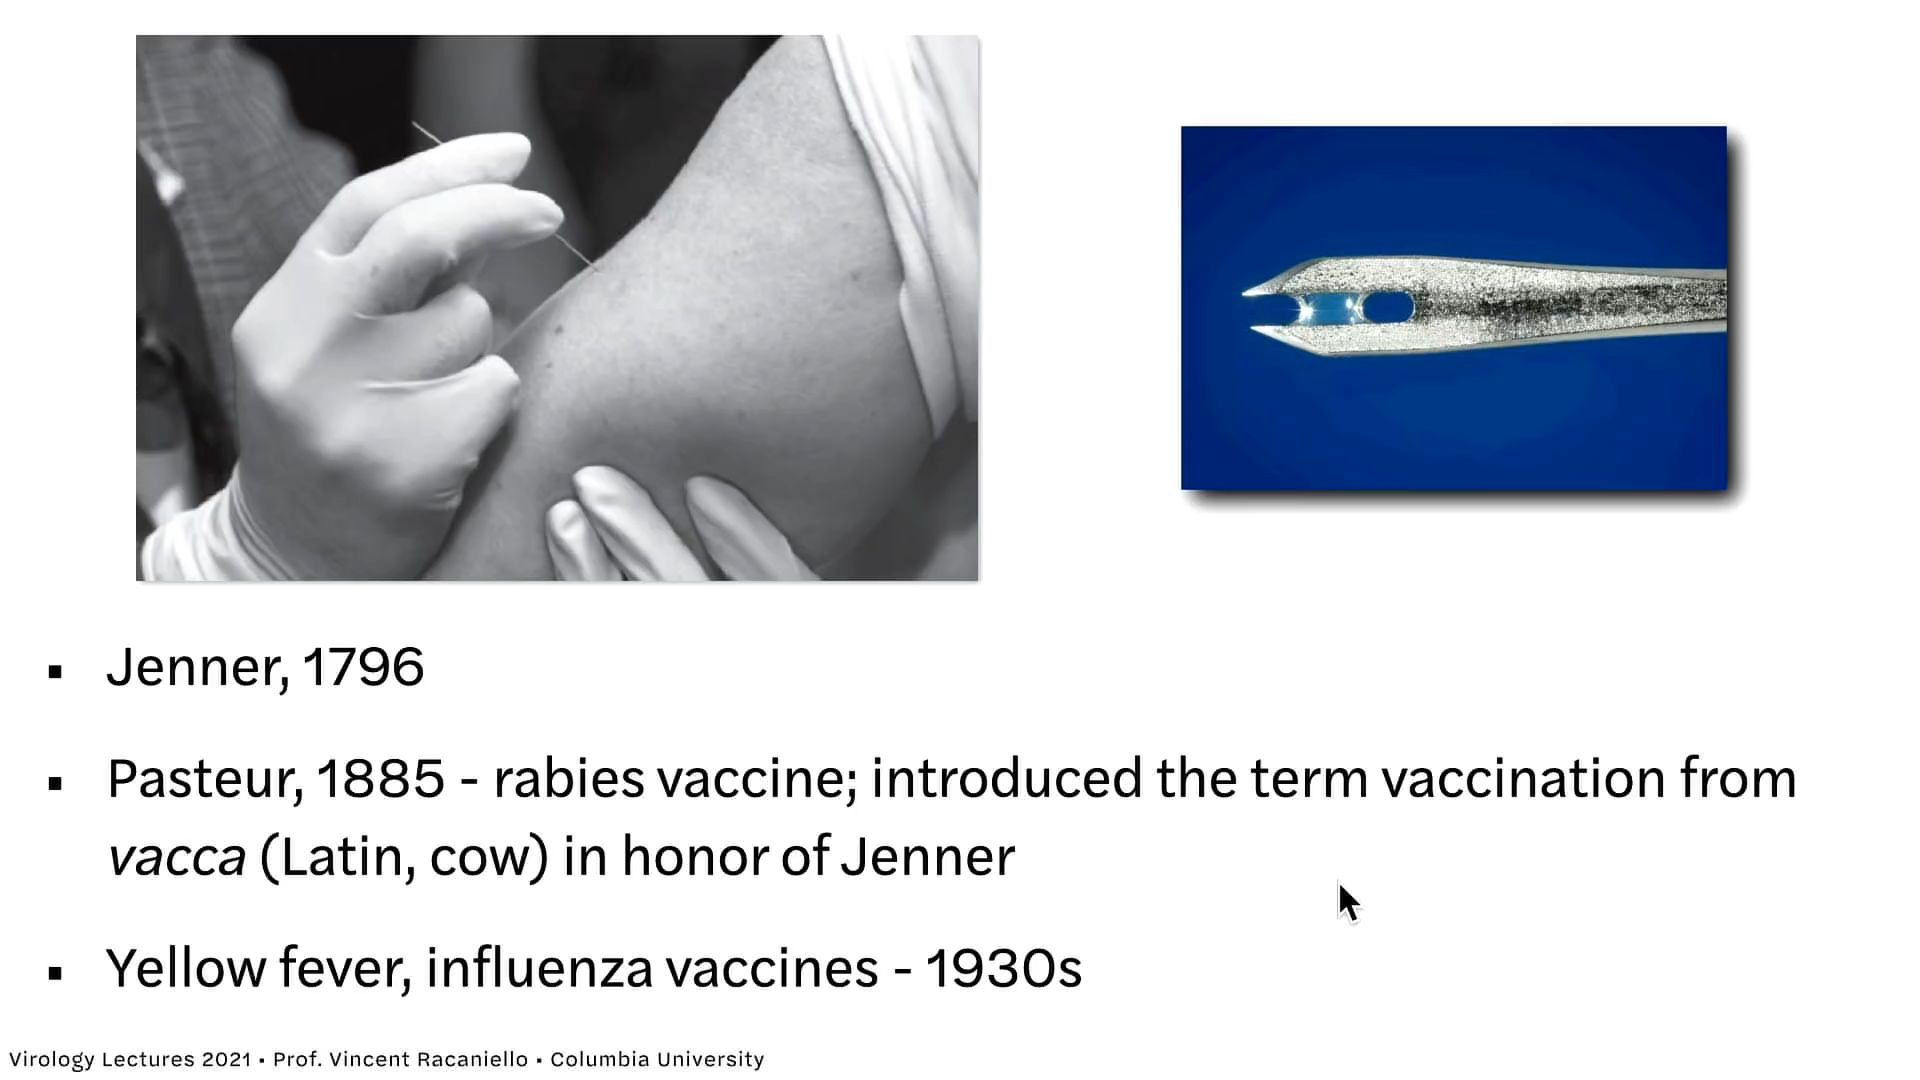 ▪ Jenner, 1796
▪ Pasteur, 1885 - rabies vaccine; introduced the term vaccination from
vacca (Latin, cow) in honor of Jenner
▪ Yellow fever, influenza vaccines - 1930s
Virology Lectures 2021 • Prof. Vincent Racaniello • Columbia University